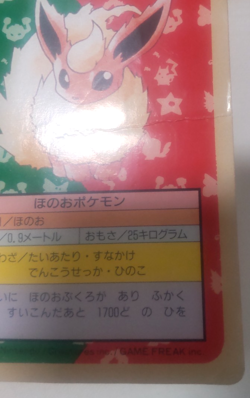 ほのおポケモン
／ほのお
／0.9メートル おもさ／25キログラム
わざ／たいあたり・すなかけ
でんこうせっか・ひのこ
いに ほのおぶくろが あり ふかく
すいこんだあと 1700ど の ひを
GAME FREAK